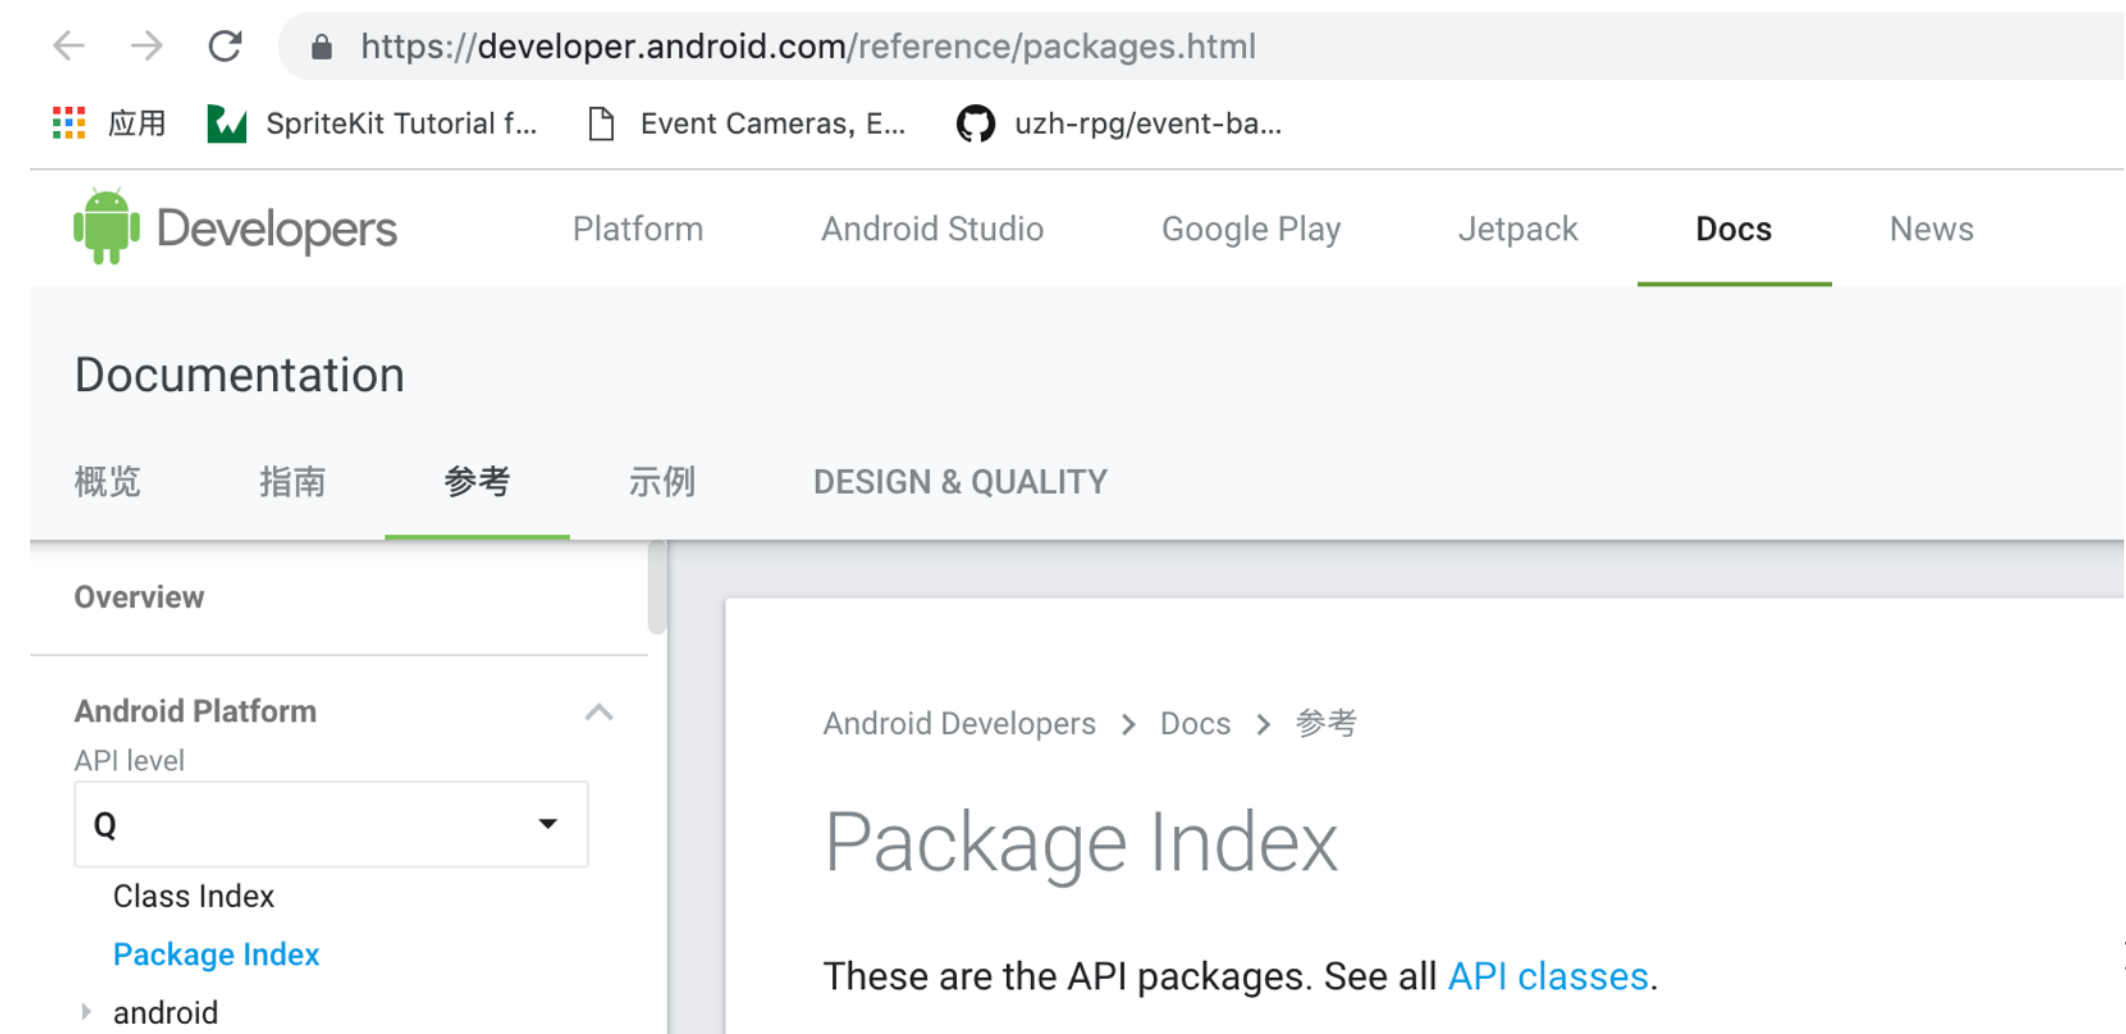 https://developer.android.com/reference/packages.html
应用 SpriteKit Tutorial f... Event Cameras, E... uzh-rpg/event-ba...
Developers Platform Android Studio Google Play Jetpack Docs News
Documentation
概览 指南 参考 示例 DESIGN & QUALITY
Overview
Android Platform
API level
Q
Class Index
Package Index
android
Android Developers > Docs > 参考
Package Index
These are the API packages. See all API classes.